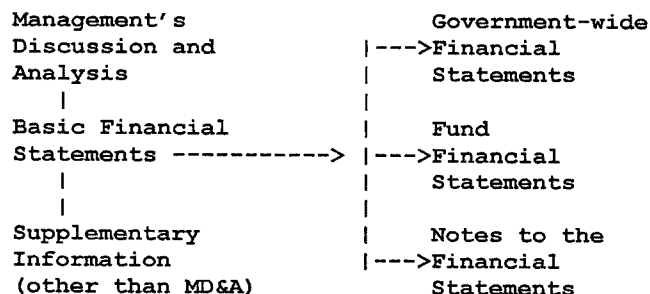 Management's Government-wide
Discussion and |--->Financial
Analysis | Statements
| |
Basic Financial | Fund
Statements -----------> |--->Financial
| | Statements
| |
Supplementary | Notes to the
Information |--->Financial
(other than MD&A) Statements